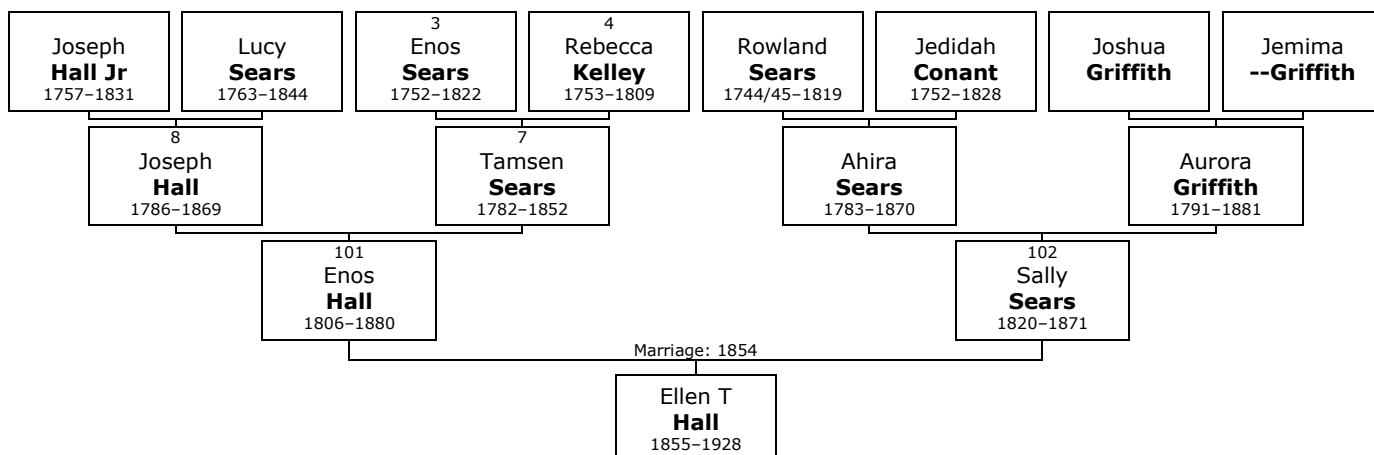 Joseph
Hall Jr
1757–1831
Lucy
Sears
1763–1844
3
Enos
Sears
1752–1822
4
Rebecca
Kelley
1753–1809
Rowland
Sears
1744/45–1819
Jedidah
Conant
1752–1828
Joshua
Griffith
Jemima
--Griffith
8
Joseph
Hall
1786–1869
7
Tamsen
Sears
1782–1852
Ahira
Sears
1783–1870
Aurora
Griffith
1791–1881
101
Enos
Hall
1806–1880
102
Sally
Sears
1820–1871
Marriage: 1854
Ellen T
Hall
1855–1928